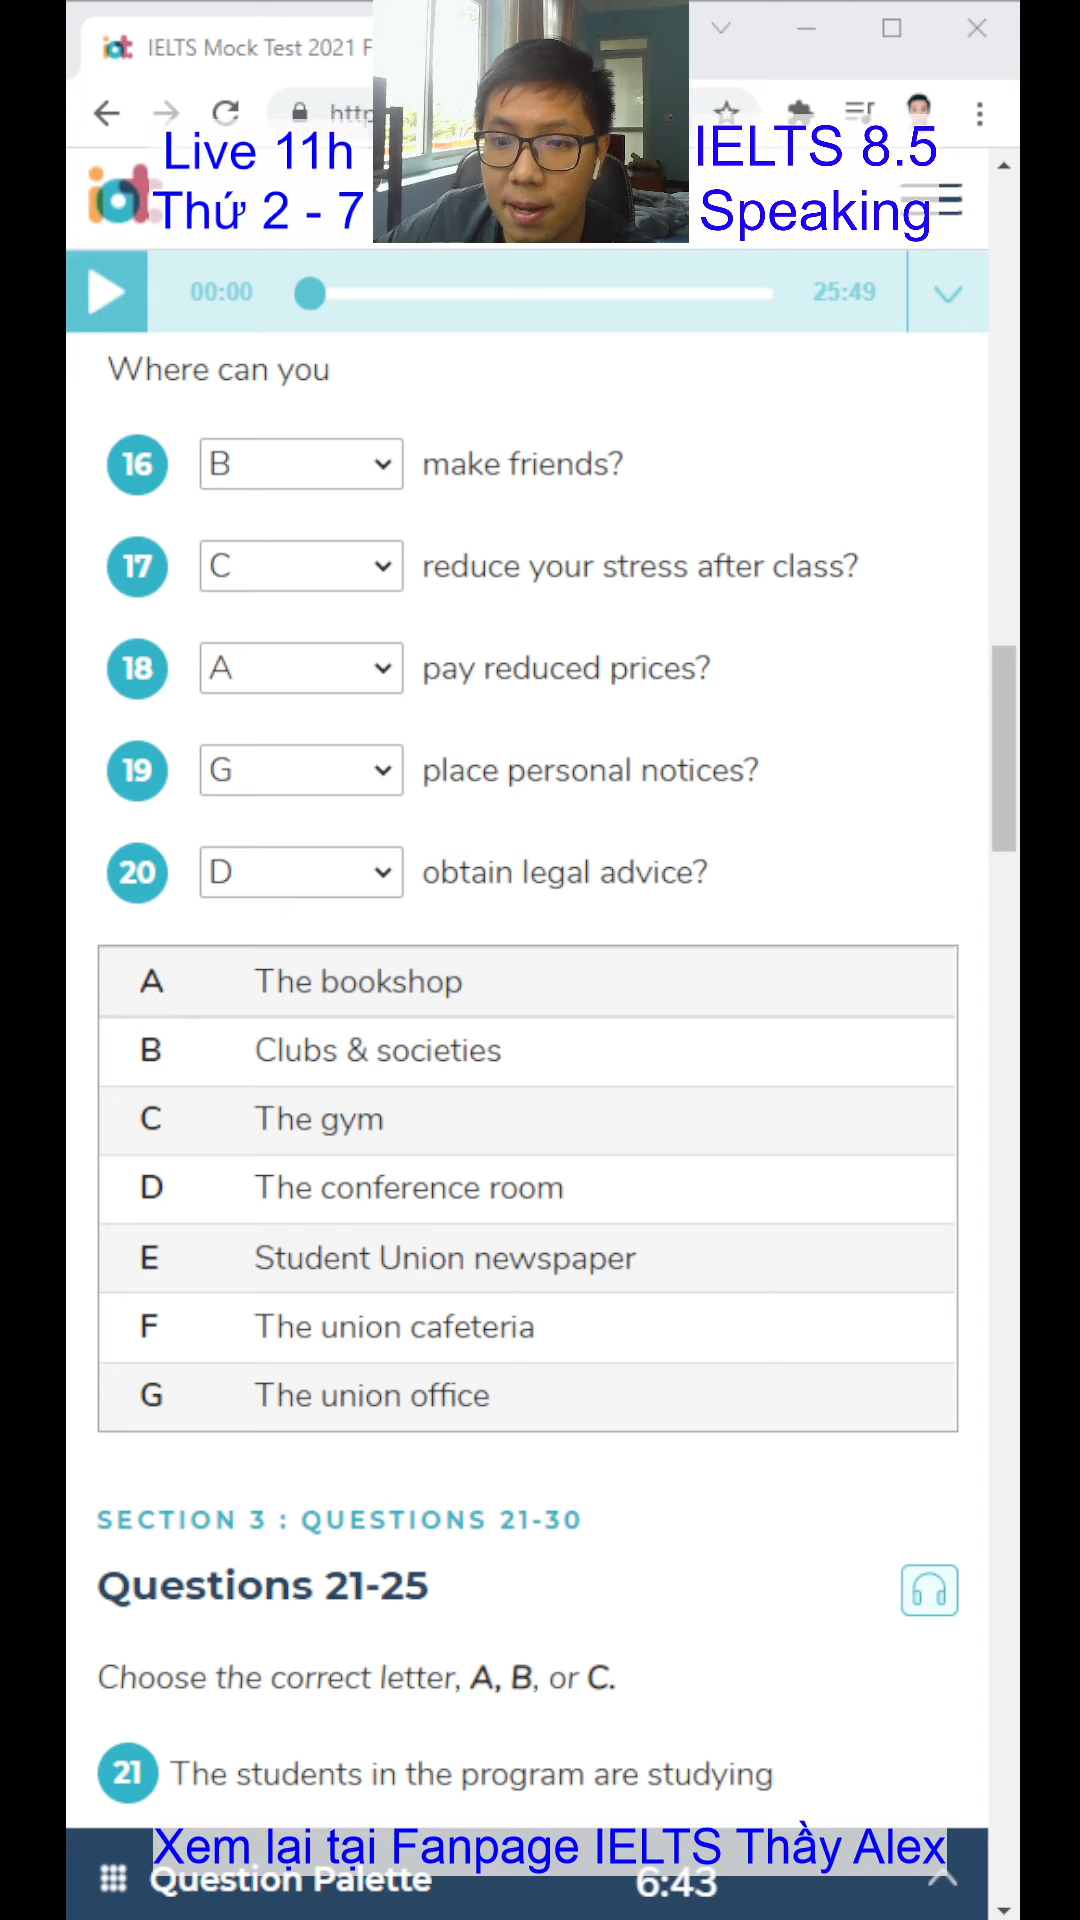 IELTS Mock Test 2021 F
http
Live 11h
Thứ 2 - 7
IELTS 8.5
Speaking
iot
00:00
25:49
Where can you
16 B make friends?
17 C reduce your stress after class?
18 A pay reduced prices?
19 G place personal notices?
20 D obtain legal advice?
A The bookshop
B Clubs & societies
C The gym
D The conference room
E Student Union newspaper
F The union cafeteria
G The union office
SECTION 3 : QUESTIONS 21-30
Questions 21-25
Choose the correct letter, A, B, or C.
21 The students in the program are studying
Xem lại tại Fanpage IELTS Thầy Alex
Question Palette 6:43